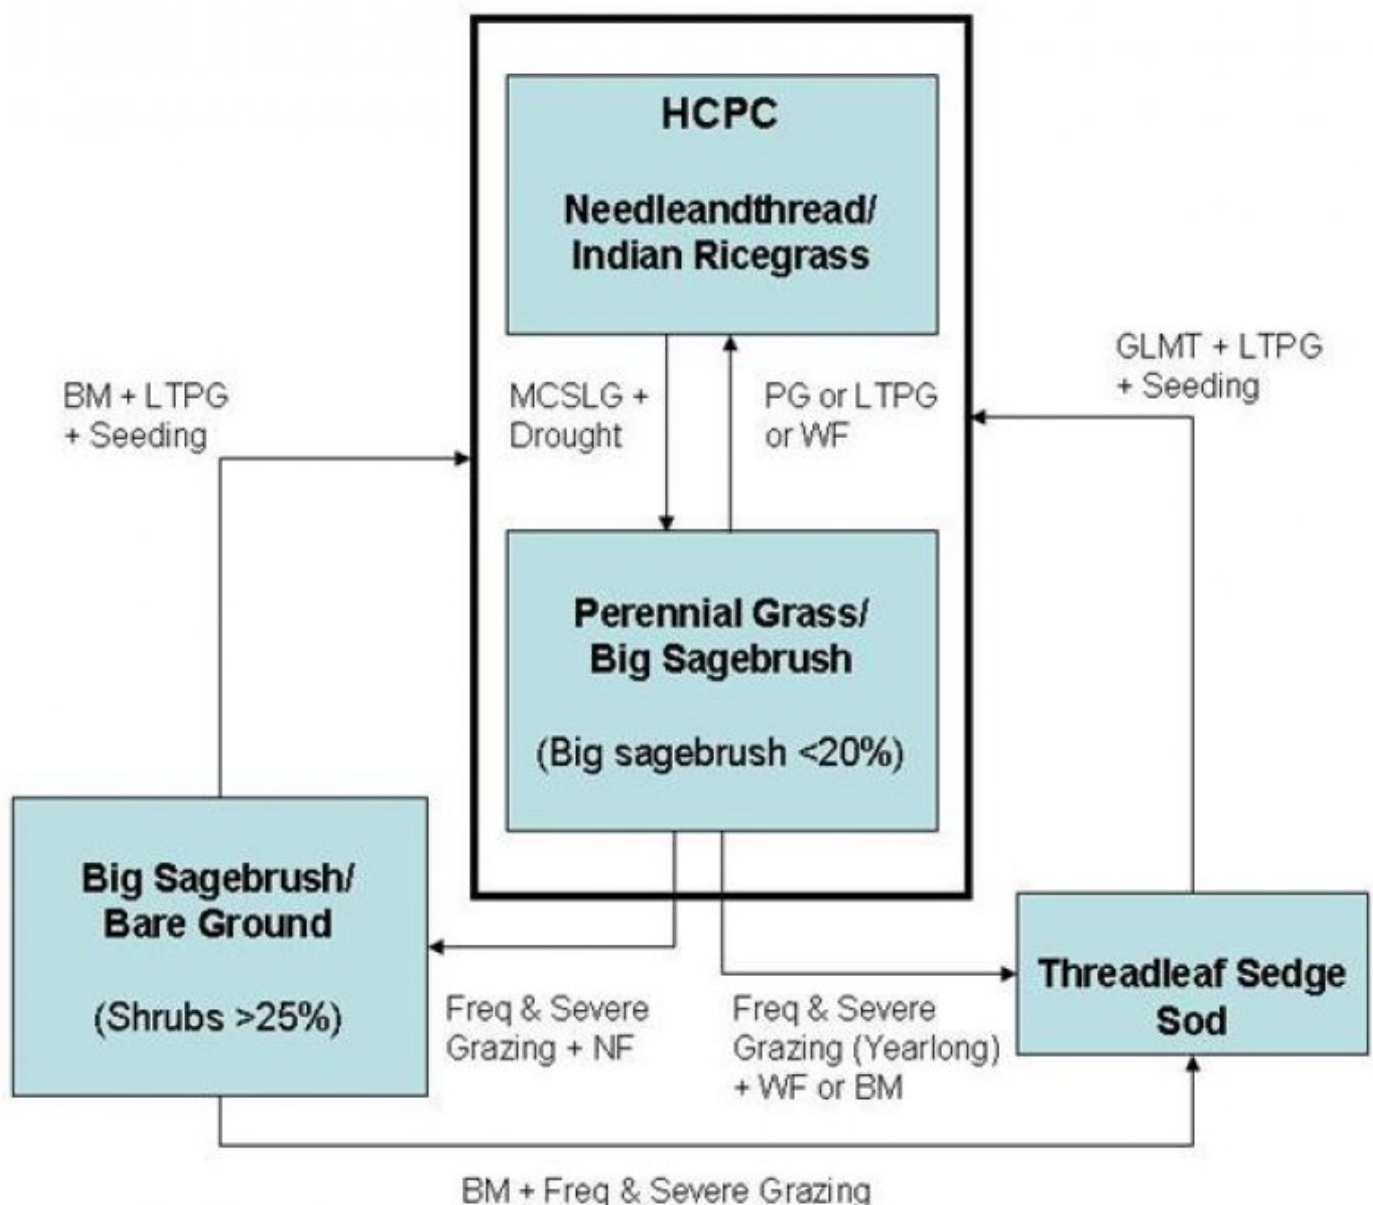 HCPC
Needleandthread/
Indian Ricegrass
GLMT + LTPG
+ Seeding
BM + LTPG
+ Seeding
MCSLG +
Drought
PG or LTPG
or WF
Perennial Grass/
Big Sagebrush
(Big sagebrush <20%)
Big Sagebrush/
Bare Ground
(Shrubs >25%)
Threadleaf Sedge
Sod
Freq & Severe
Grazing + NF
Freq & Severe
Grazing (Yearlong)
+ WF or BM
BM + Freq & Severe Grazing